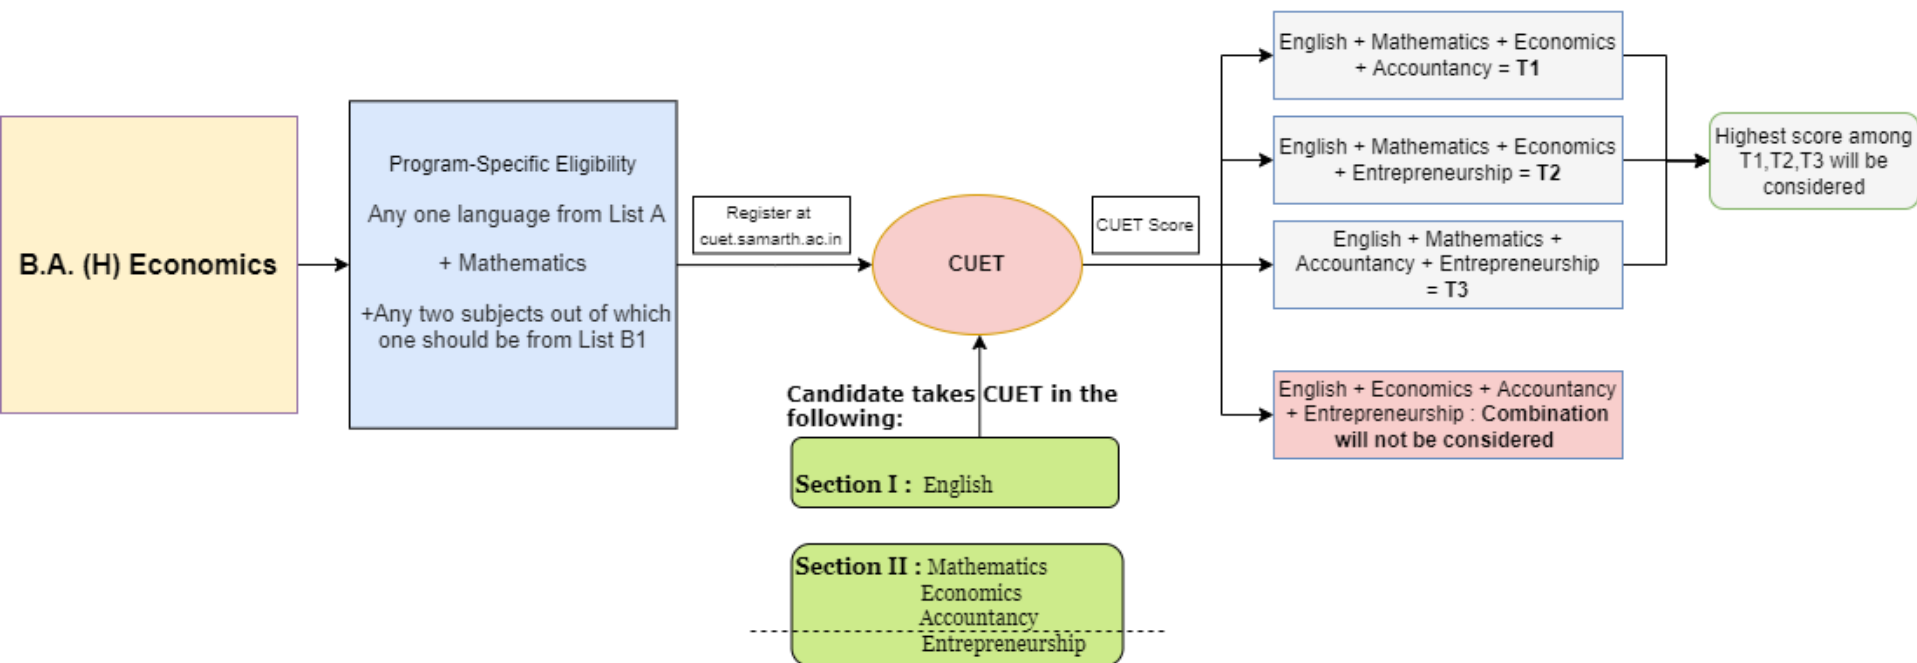 B.A. (H) Economics
Program-Specific Eligibility
Any one language from List A
+ Mathematics
+Any two subjects out of which
one should be from List B1
Register at
cuet.samarth.ac.in
CUET
CUET Score
Candidate takes CUET in the
following:
Section I : English
Section II : Mathematics
Economics
Accountancy
Entrepreneurship
English + Mathematics + Economics
+ Accountancy = T1
English + Mathematics + Economics
+ Entrepreneurship = T2
English + Mathematics +
Accountancy + Entrepreneurship
= T3
English + Economics + Accountancy
+ Entrepreneurship : Combination
will not be considered
Highest score among
T1,T2,T3 will be
considered